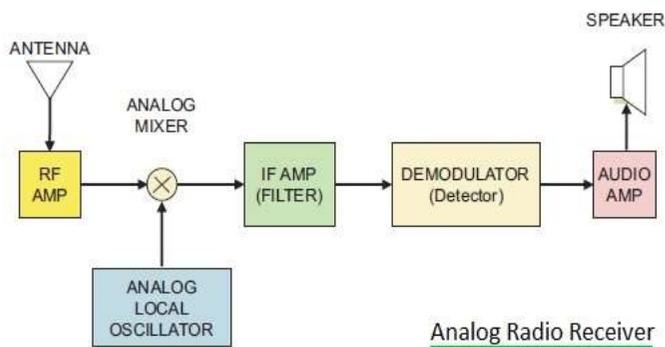 SPEAKER
ANTENNA
ANALOG
MIXER
RF
AMP
IF AMP
(FILTER)
DEMODULATOR
(Detector)
AUDIO
AMP
ANALOG
LOCAL
OSCILLATOR
Analog Radio Receiver